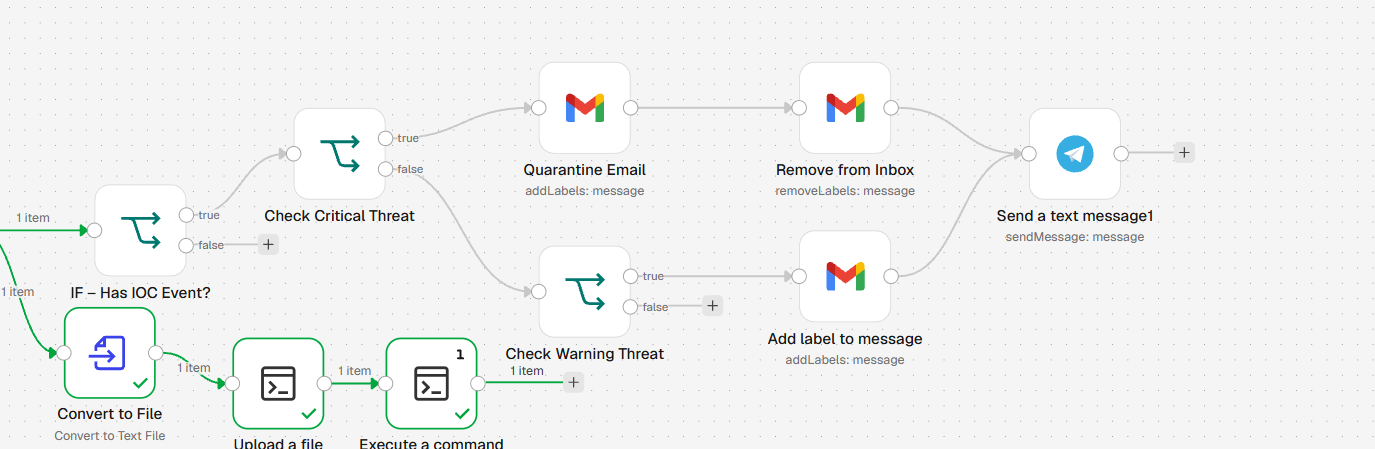 true
false
Quarantine Email
addLabels: message
Remove from Inbox
removeLabels: message
Check Critical Threat
Send a text message1
sendMessage: message
1 item
true
false
IF – Has IOC Event?
1 item
true
false
Add label to message
addLabels: message
Check Warning Threat
1
1 item
1 item
1 item
Convert to File
Convert to Text File
Upload a file
Execute a command